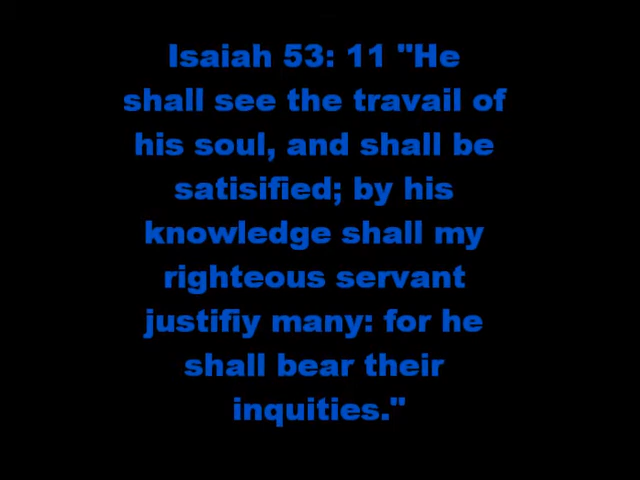 Isaiah 53: 11 "He
shall see the travail of
his soul, and shall be
satisified; by his
knowledge shall my
righteous servant
justifiy many: for he
shall bear their
inquities."